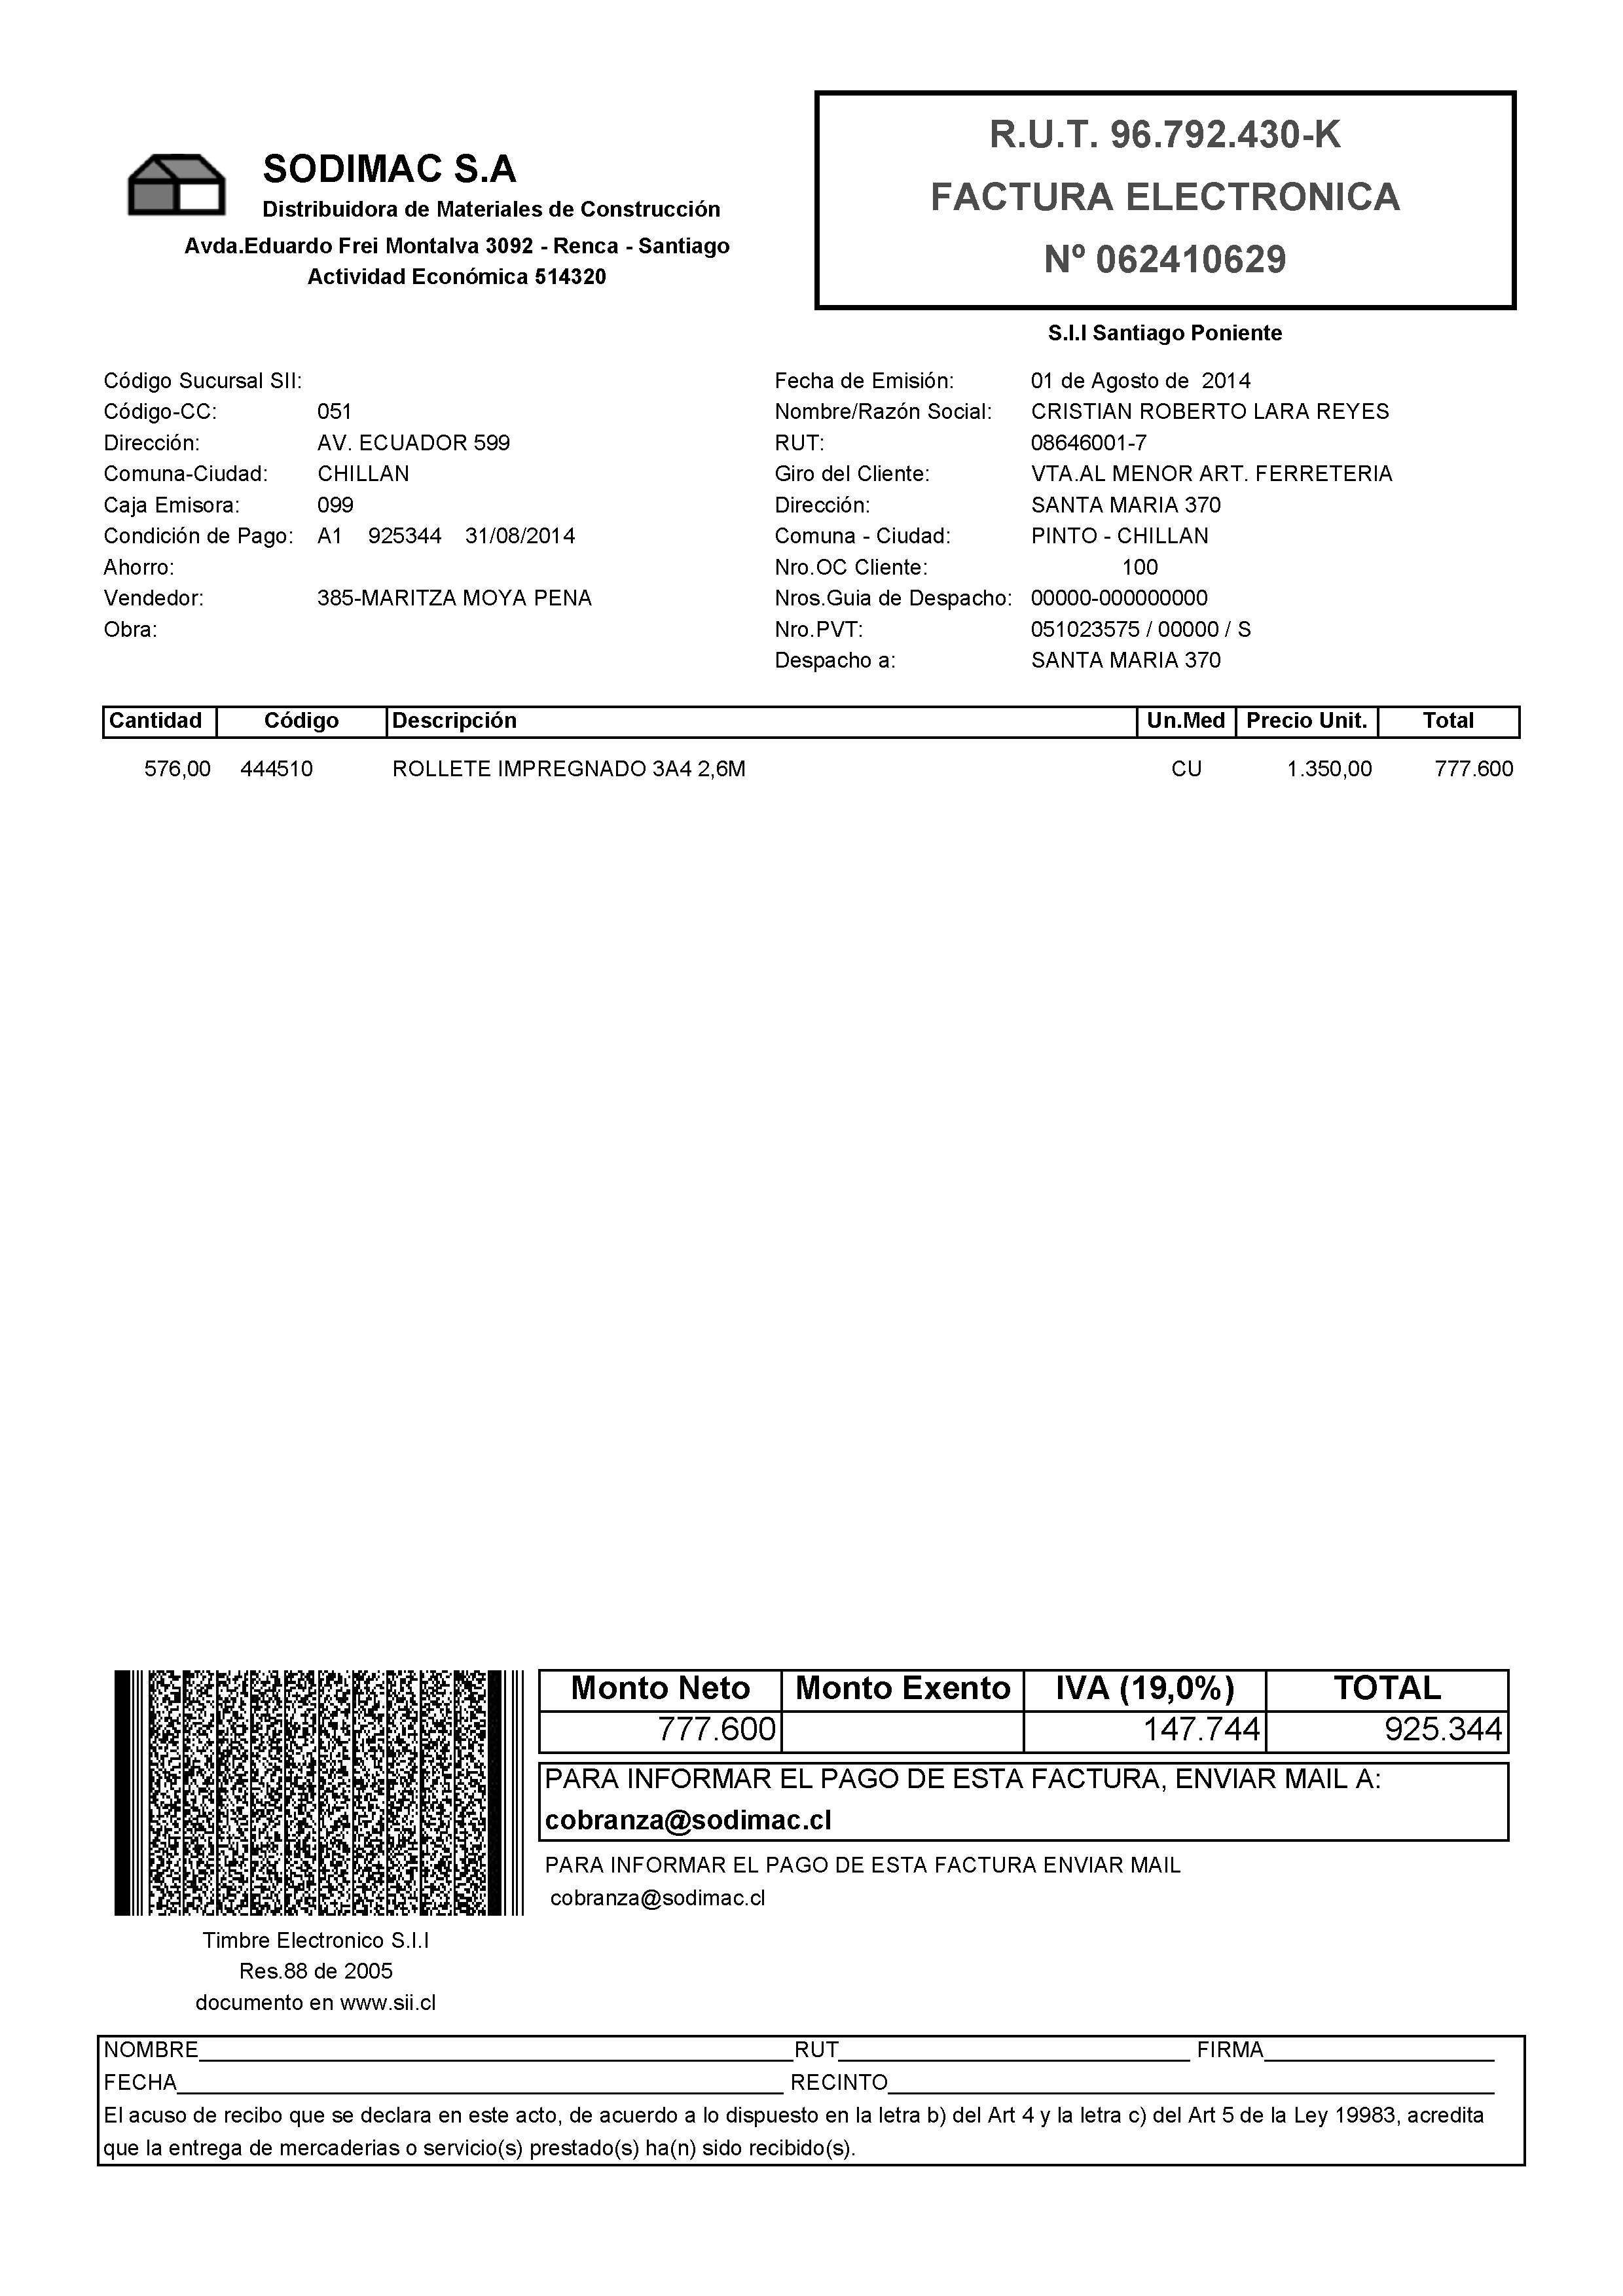 SODIMAC S.A
Distribuidora de Materiales de Construcción
Avda.Eduardo Frei Montalva 3092 - Renca - Santiago
Actividad Económica 514320
R.U.T. 96.792.430-K
FACTURA ELECTRONICA
Nº 062410629
S.I.I Santiago Poniente
Código Sucursal SII:
Código-CC: 051
Dirección: AV. ECUADOR 599
Comuna-Ciudad: CHILLAN
Caja Emisora: 099
Condición de Pago: A1 925344 31/08/2014
Ahorro:
Vendedor: 385-MARITZA MOYA PENA
Obra:
Fecha de Emisión: 01 de Agosto de 2014
Nombre/Razón Social: CRISTIAN ROBERTO LARA REYES
RUT: 08646001-7
Giro del Cliente: VTA.AL MENOR ART. FERRETERIA
Dirección: SANTA MARIA 370
Comuna - Ciudad: PINTO - CHILLAN
Nro.OC Cliente: 100
Nros.Guia de Despacho: 00000-000000000
Nro.PVT: 051023575 / 00000 / S
Despacho a: SANTA MARIA 370
Cantidad Código Descripción Un.Med Precio Unit. Total
576,00 444510 ROLLETE IMPREGNADO 3A4 2,6M CU 1.350,00 777.600
Monto Neto Monto Exento IVA (19,0%) TOTAL
777.600 147.744 925.344
PARA INFORMAR EL PAGO DE ESTA FACTURA, ENVIAR MAIL A:
cobranza@sodimac.cl
PARA INFORMAR EL PAGO DE ESTA FACTURA ENVIAR MAIL
cobranza@sodimac.cl
Timbre Electronico S.I.I
Res.88 de 2005
documento en www.sii.cl
NOMBRE RUT FIRMA
FECHA RECINTO
El acuso de recibo que se declara en este acto, de acuerdo a lo dispuesto en la letra b) del Art 4 y la letra c) del Art 5 de la Ley 19983, acredita
que la entrega de mercaderias o servicio(s) prestado(s) ha(n) sido recibido(s).